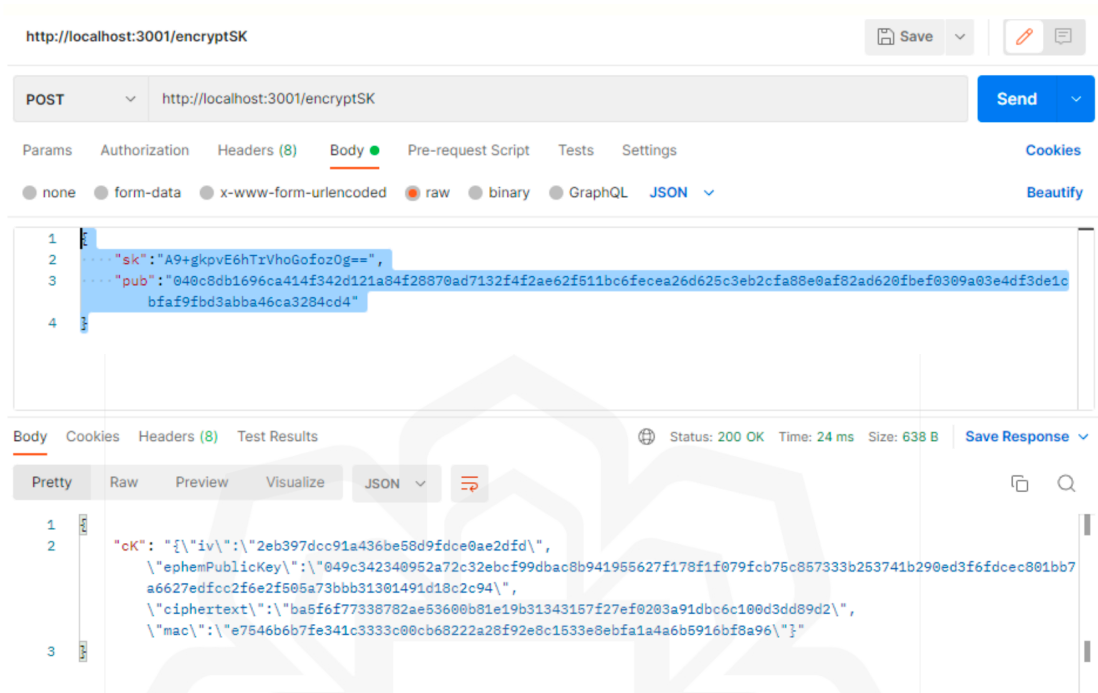 http://localhost:3001/encryptSK
Save
POST
http://localhost:3001/encryptSK
Send
Params Authorization Headers (8) Body Pre-request Script Tests Settings Cookies
none form-data x-www-form-urlencoded raw binary GraphQL JSON Beautify
1 {
2 "sk":"A9+gkpvE6hTrVhoGofozOg==",
3 "pub":"040c8db1696ca414f342d121a84f28870ad7132f4f2ae62f511bc6fecea26d625c3eb2cfa88e0af82ad620fbef0309a03e4df3de1c
bfaf9fbd3abba46ca3284cd4"
4 }
Body Cookies Headers (8) Test Results Status: 200 OK Time: 24 ms Size: 638 B Save Response
Pretty Raw Preview Visualize JSON
1 {
2 "cK": "{\"iv\":\"2eb397dcc91a436be58d9fdce0ae2dfd\",
\"ephemPublicKey\":\"049c342340952a72c32ebcf99dbac8b941955627f178f1f079fcb75c857333b253741b290ed3f6fdcec801bb7
a6627edfcc2f6e2f505a73bbb31301491d18c2c94\",
\"ciphertext\":\"ba5f6f77338782ae53600b81e19b31343157f27ef0203a91dbc6c100d3dd89d2\",
\"mac\":\"e7546b6b7fe341c3333c00cb68222a28f92e8c1533e8ebfa1a4a6b5916bf8a96\"}"
3 }